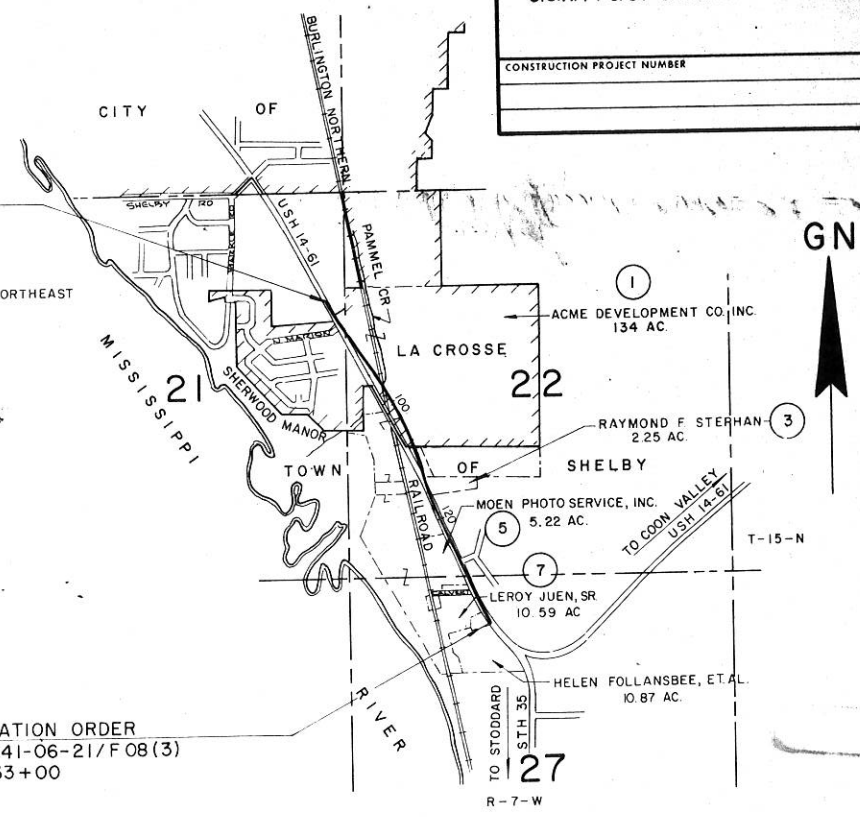 CONSTRUCTION PROJECT NUMBER
CITY OF
BURLINGTON NORTHERN
SHELBY RD
USH 14-61
PAMMEL CR
GN
ORTHEAST
1
ACME DEVELOPMENT CO. INC.
134 AC.
N MARION
LA CROSSE
MISSISSIPPI
21
22
SHERWOOD MANOR
100
RAYMOND F. STEPHAN
2.25 AC.
3
TOWN OF SHELBY
RAILROAD
120
MOEN PHOTO SERVICE, INC.
5.22 AC.
5
TO COON VALLEY
USH 14-61
T-15-N
7
LEROY JUEN, SR.
10.59 AC
HELEN FOLLANSBEE, ET. AL.
10.87 AC.
RIVER
ATION ORDER
41-06-21/F 08(3)
3+00
TO STODDARD
STH 35
27
R-7-W